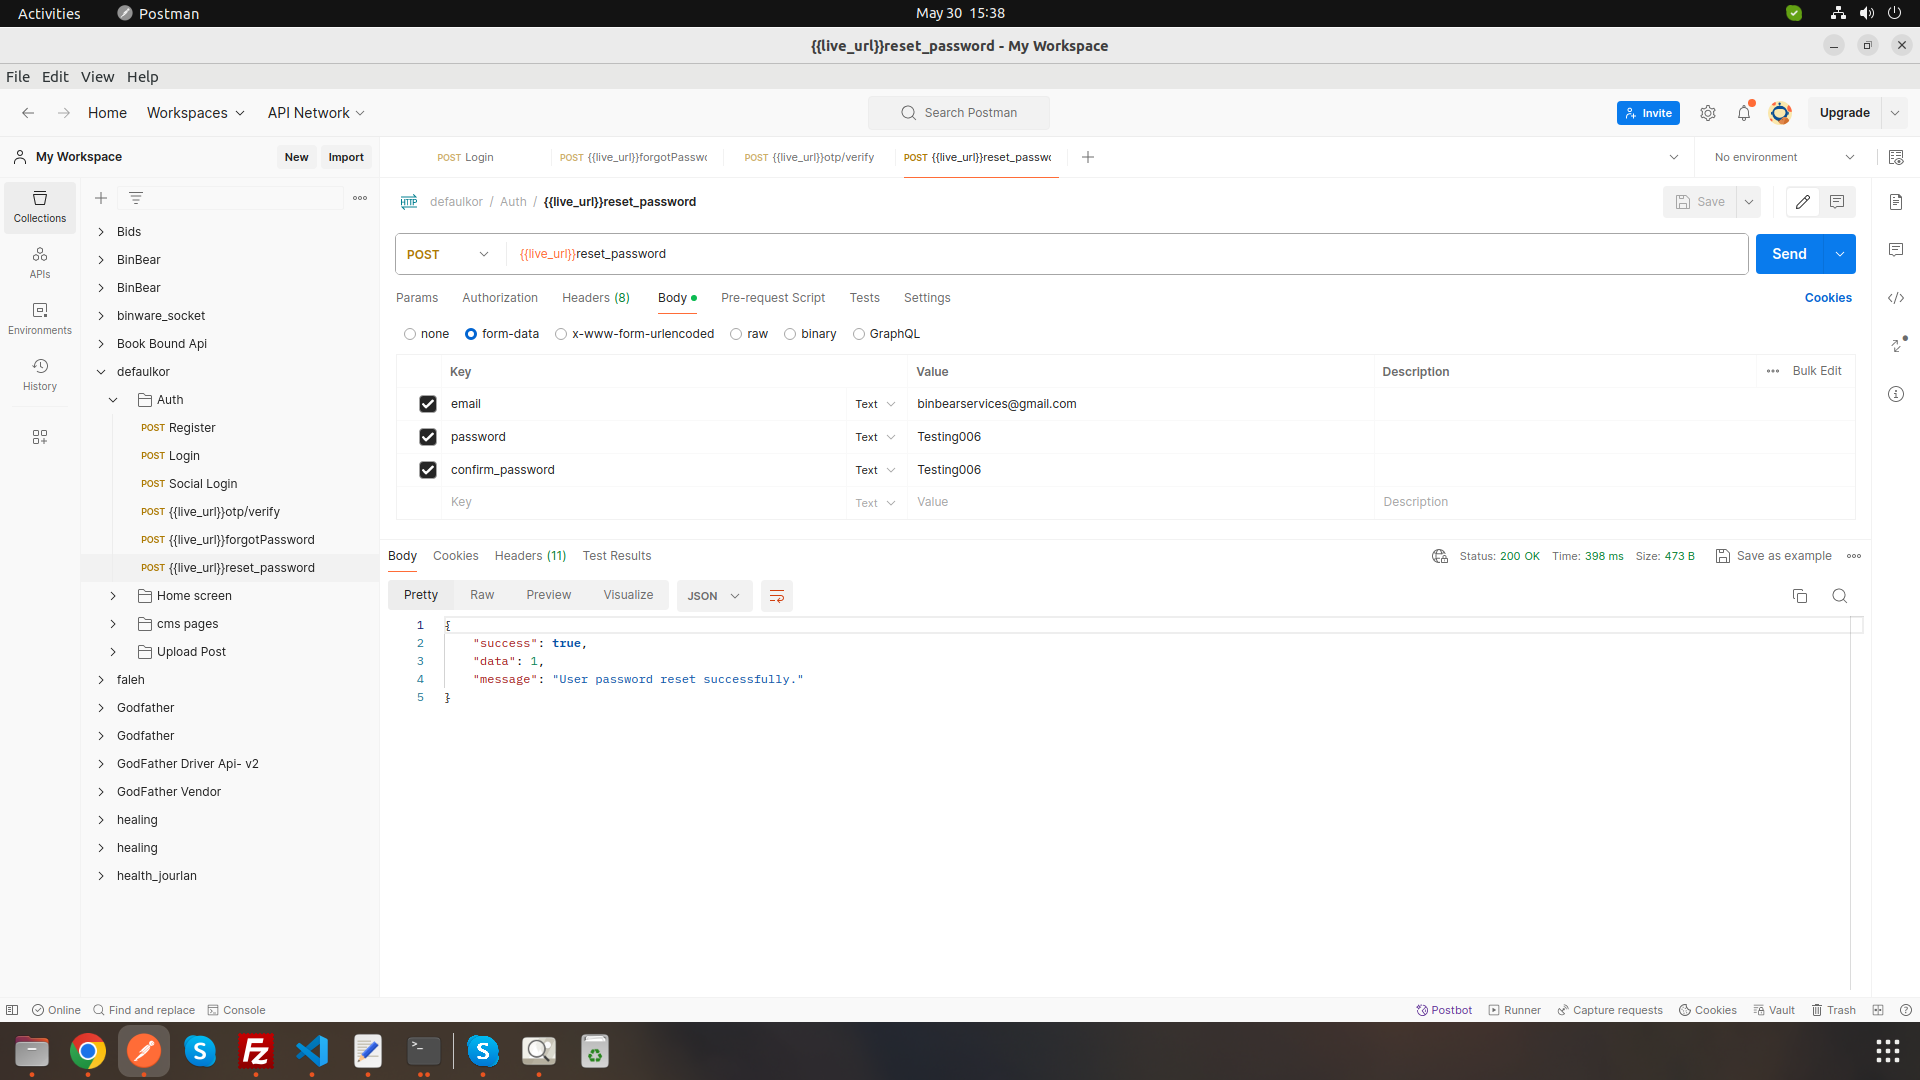 Activities
Postman
May 30 15:38
{{live_url}}reset_password - My Workspace
File Edit View Help
Home Workspaces API Network
Search Postman
Invite
Upgrade
My Workspace
New Import
POST Login
POST {{live_url}}forgotPassw
POST {{live_url}}otp/verify
POST {{live_url}}reset_passw
No environment
Collections
APIs
Environments
History
Bids
BinBear
BinBear
binware_socket
Book Bound Api
defaulkor
Auth
POST Register
POST Login
POST Social Login
POST {{live_url}}otp/verify
POST {{live_url}}forgotPassword
POST {{live_url}}reset_password
Home screen
cms pages
Upload Post
faleh
Godfather
Godfather
GodFather Driver Api- v2
GodFather Vendor
healing
healing
health_jourlan
HTTP defaulkor / Auth / {{live_url}}reset_password
Save
POST {{live_url}}reset_password
Send
Params Authorization Headers (8) Body Pre-request Script Tests Settings
Cookies
none form-data x-www-form-urlencoded raw binary GraphQL
Key Value Description Bulk Edit
email Text binbearservices@gmail.com
password Text Testing006
confirm_password Text Testing006
Key Text Value Description
Body Cookies Headers (11) Test Results
Status: 200 OK Time: 398 ms Size: 473 B Save as example
Pretty Raw Preview Visualize JSON
1 {
2 "success": true,
3 "data": 1,
4 "message": "User password reset successfully."
5 }
Online Find and replace Console
Postbot Runner Capture requests Cookies Vault Trash